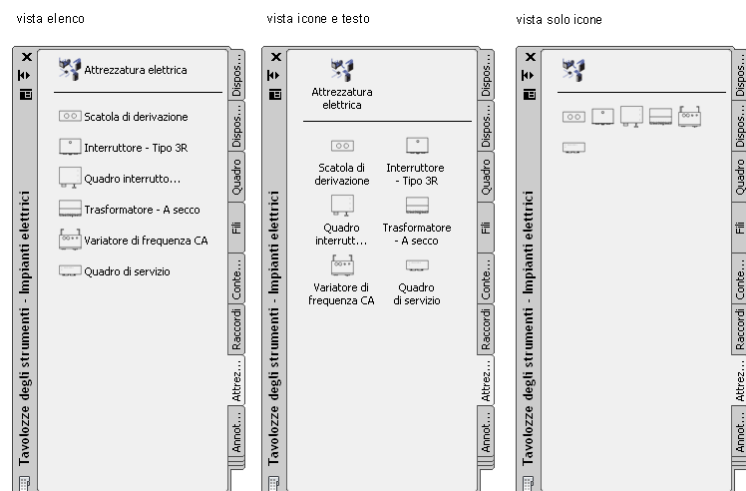 vista elenco
Attrezzatura elettrica
Scatola di derivazione
Interruttore - Tipo 3R
Quadro interrutto...
Trasformatore - A secco
Variatore di frequenza CA
Quadro di servizio
Tavolozze degli strumenti - Impianti elettrici
Dispos...
Dispos...
Quadro
Fili
Conte...
Raccordi
Attrez...
Annot...
vista icone e testo
Attrezzatura
elettrica
Scatola di
derivazione
Interruttore
- Tipo 3R
Quadro
interrutt...
Trasformatore
- A secco
Variatore di
frequenza CA
Quadro
di servizio
Tavolozze degli strumenti - Impianti elettrici
Dispos...
Dispos...
Quadro
Fili
Conte...
Raccordi
Attrez...
Annot...
vista solo icone
Tavolozze degli strumenti - Impianti elettrici
Dispos...
Dispos...
Quadro
Fili
Conte...
Raccordi
Attrez...
Annot...